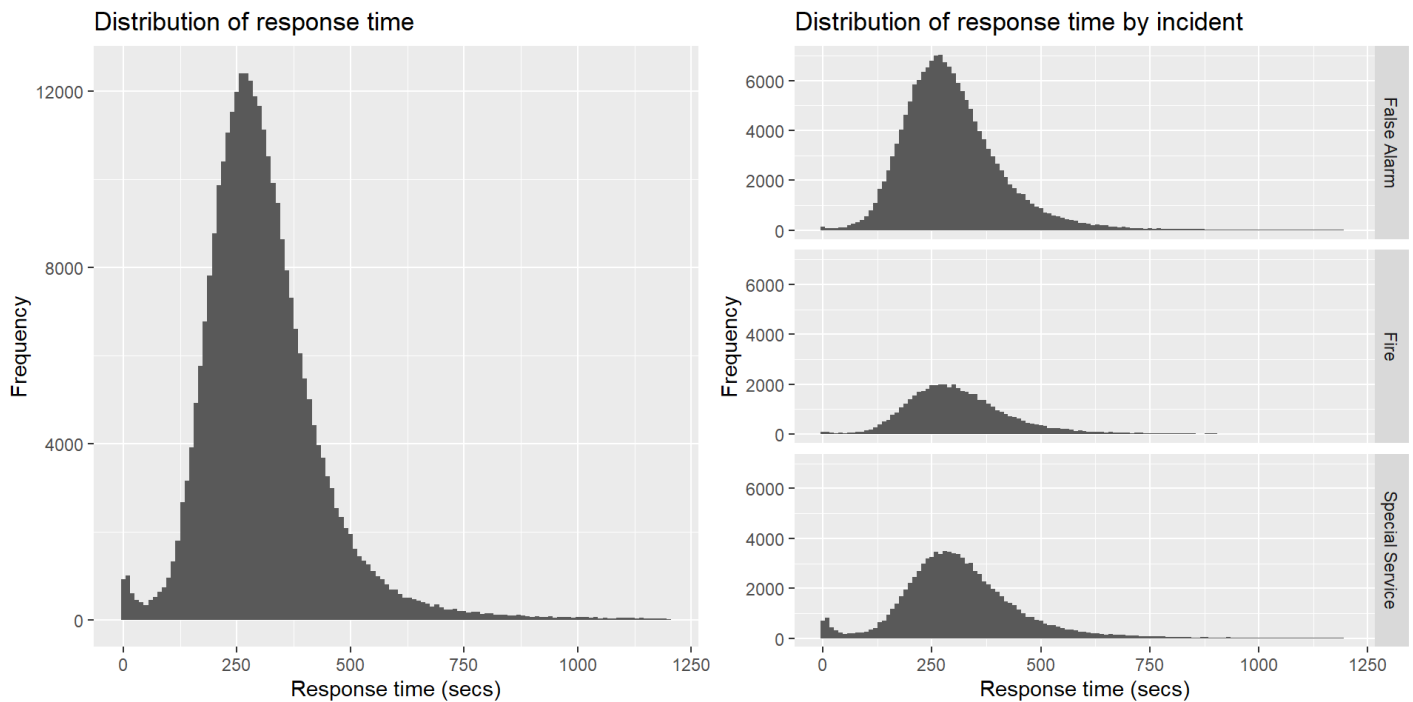 Distribution of response time
12000
8000
4000
0
Frequency
0 250 500 750 1000 1250
Response time (secs)
Distribution of response time by incident
6000
4000
2000
0
False Alarm
6000
4000
2000
0
Fire
6000
4000
2000
0
Special Service
Frequency
0 250 500 750 1000 1250
Response time (secs)